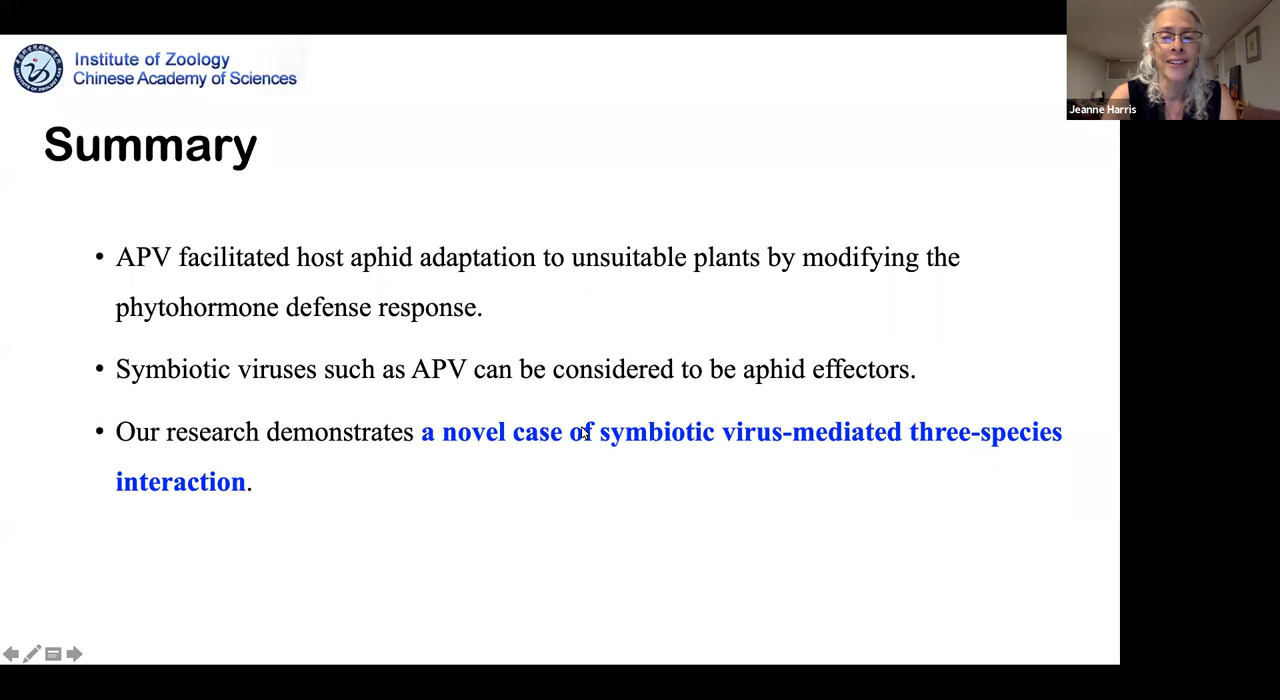 Institute of Zoology
Chinese Academy of Sciences
Jeanne Harris
Summary
• APV facilitated host aphid adaptation to unsuitable plants by modifying the
phytohormone defense response.
• Symbiotic viruses such as APV can be considered to be aphid effectors.
• Our research demonstrates a novel case of symbiotic virus-mediated three-species
interaction.